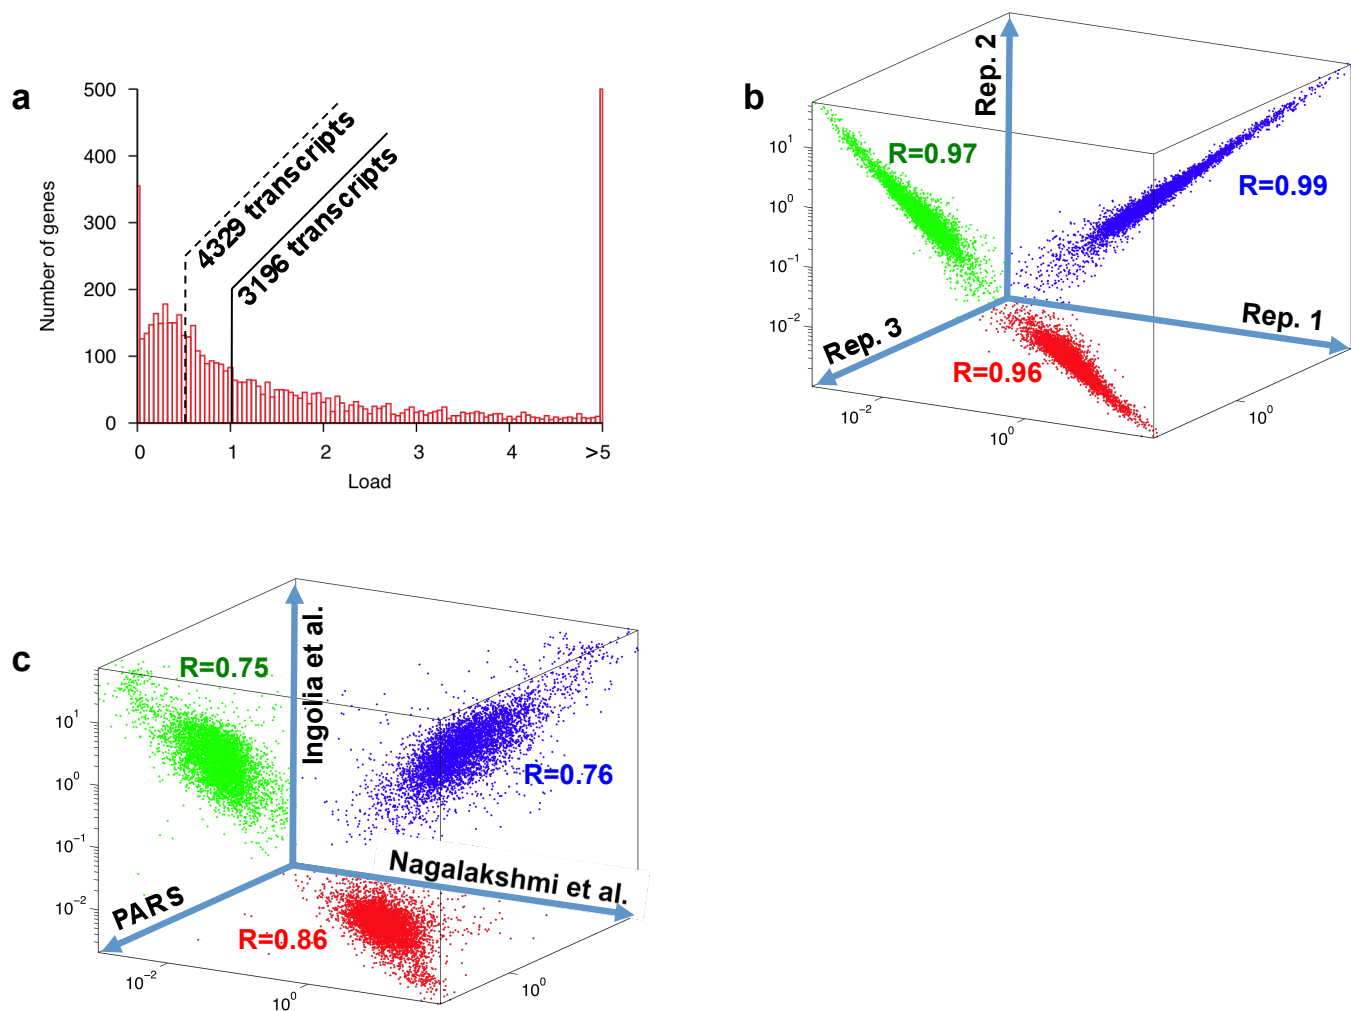 a
500
400
300
200
100
0
Number of genes
4329 transcripts
3196 transcripts
0
1
2
3
4
>5
Load
b
Rep. 2
R=0.97
R=0.99
10¹
10⁰
10⁻¹
10⁻²
Rep. 3
Rep. 1
R=0.96
10⁻²
10⁰
10⁰
c
Ingolia et al.
R=0.75
R=0.76
10¹
10⁰
10⁻¹
10⁻²
Nagalakshmi et al.
PARS
R=0.86
10⁻²
10⁰
10⁰